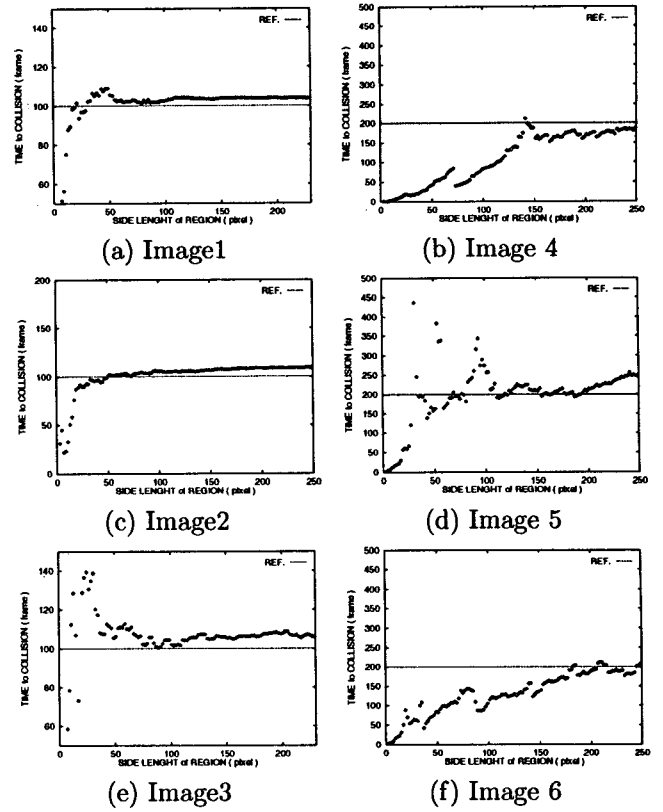 140
120
100
80
60
REF.
TIME to COLLISION ( frame )
0 50 100 150 200
SIDE LENGHT of REGION ( pixel )
(a) Image1
500
450
400
350
300
250
200
150
100
50
0
REF.
TIME to COLLISION ( frame )
0 50 100 150 200 250
SIDE LENGHT of REGION ( pixel )
(b) Image 4
200
150
100
50
0
REF.
TIME to COLLISION ( frame )
0 50 100 150 200 250
SIDE LENGHT of REGION ( pixel )
(c) Image2
500
450
400
350
300
250
200
150
100
50
0
REF.
TIME to COLLISION ( frame )
0 50 100 150 200 250
SIDE LENGHT of REGION ( pixel )
(d) Image 5
140
120
100
80
60
REF.
TIME to COLLISION ( frame )
0 50 100 150 200
SIDE LENGHT of REGION ( pixel )
(e) Image3
500
450
400
350
300
250
200
150
100
50
0
REF.
TIME to COLLISION ( frame )
0 50 100 150 200 250
SIDE LENGHT of REGION ( pixel )
(f) Image 6